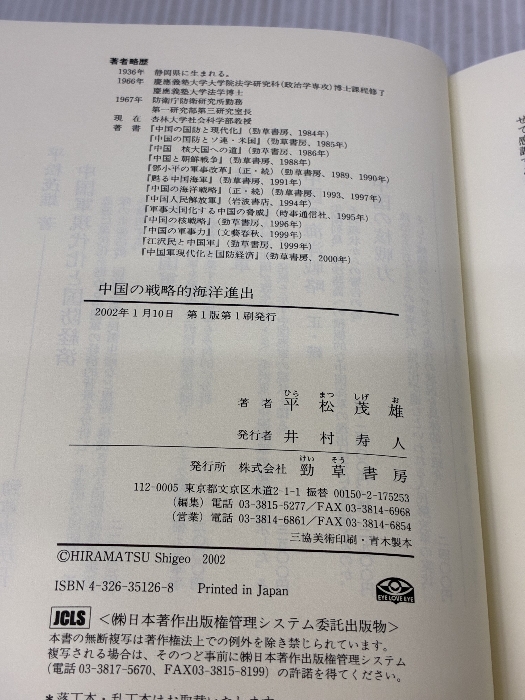 著者略歴
1936年 静岡県に生まれる。
1966年 慶應義塾大学大学院法学研究科(政治学専攻)博士課程修了
慶應義塾大学法学博士
1967年 防衛庁防衛研究所勤務
第一研究部第三研究室長
現在 杏林大学社会科学部教授
著書 『中国の国防と現代化』(勁草書房、1984年)
『中国の国防とソ連・米国』(勁草書房、1985年)
『中国 核大国への道』(勁草書房、1986年)
『中国と朝鮮戦争』(勁草書房、1988年)
『鄧小平の軍事改革』(正・続)(勁草書房、1989、1990年)
『甦る中国海軍』(勁草書房、1991年)
『中国の海洋戦略』(正・続)(勁草書房、1993、1997年)
『中国人民解放軍』(岩波書店、1994年)
『軍事大国化する中国の脅威』(時事通信社、1995年)
『中国の核戦略』(勁草書房、1996年)
『中国の軍事力』(文藝春秋、1999年)
『江沢民と中国軍』(勁草書房、1999年)
『中国軍現代化と国防経済』(勁草書房、2000年)
中国の戦略的海洋進出
2002年1月10日 第1版第1刷発行
ひら まつ しげ お
著者 平松茂雄
発行者 井村寿人
けい そう
発行所 株式会社 勁草書房
112-0005 東京都文京区水道2-1-1 振替 00150-2-175253
(編集)電話 03-3815-5277/FAX 03-3814-6968
(営業)電話 03-3814-6861/FAX 03-3814-6854
三協美術印刷・青木製本
©HIRAMATSU Shigeo 2002
ISBN 4-326-35126-8 Printed in Japan
EYE LOVE EYE
JCLS <㈱日本著作出版権管理システム委託出版物>
本書の無断複写は著作権法上での例外を除き禁じられています。
複写される場合は、そのつど事前に㈱日本著作出版権管理システム
(電話03-3817-5670、FAX03-3815-8199)の許諾を得てください。
*落丁本・乱丁本はお取替いたします。